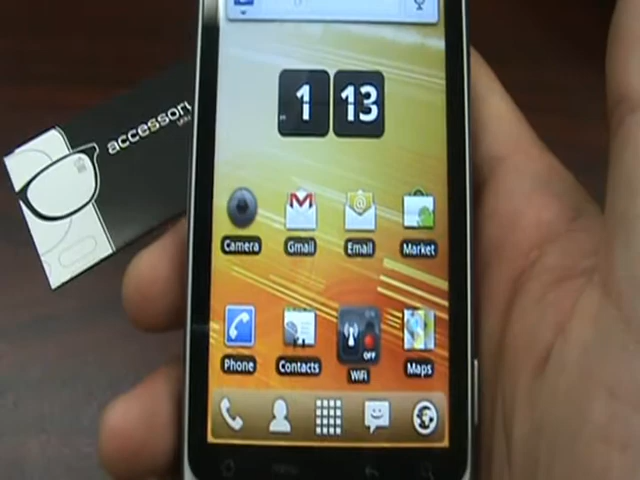 accessory
1 13
Camera Gmail Email Market
OFF
Phone Contacts WiFi Maps